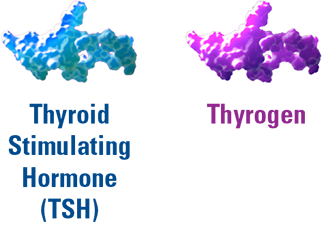 Thyroid
Stimulating
Hormone
(TSH)
Thyrogen